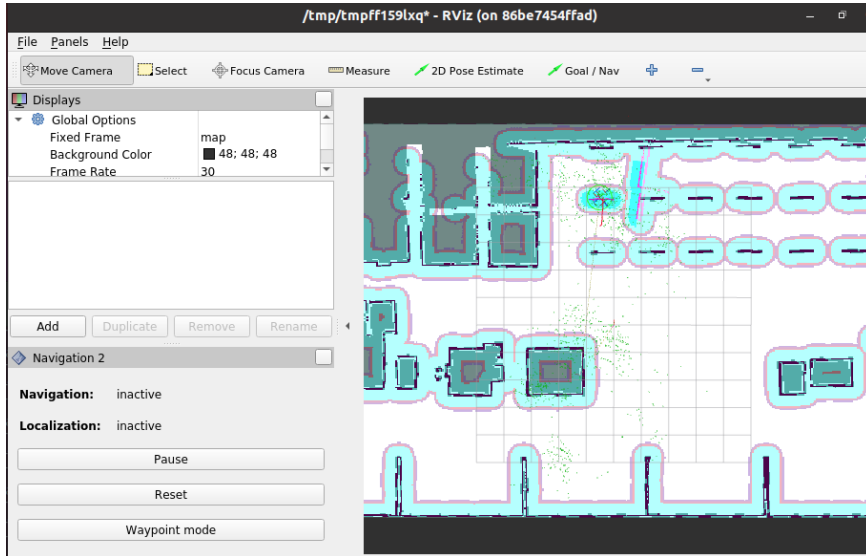 /tmp/tmpff159lxq* - RViz (on 86be7454ffad)
File Panels Help
Move Camera Select Focus Camera Measure 2D Pose Estimate Goal / Nav
Displays
Global Options
Fixed Frame map
Background Color 48; 48; 48
Frame Rate 30
Add Duplicate Remove Rename
Navigation 2
Navigation: inactive
Localization: inactive
Pause
Reset
Waypoint mode